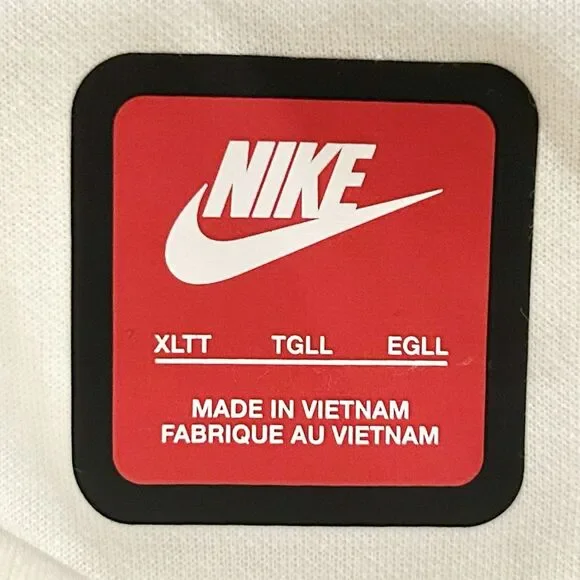 NIKE
XLTT TGLL EGLL
MADE IN VIETNAM
FABRIQUE AU VIETNAM